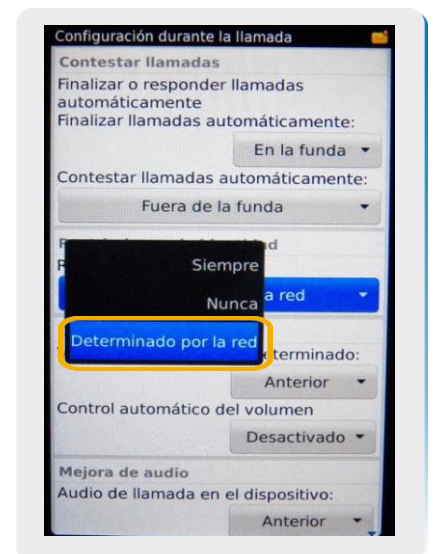 Configuración durante la llamada
Contestar llamadas
Finalizar o responder llamadas
automáticamente
Finalizar llamadas automáticamente:
En la funda
Contestar llamadas automáticamente:
Fuera de la funda
Siempre
Nunca
a red
Determinado por la red
terminado:
Anterior
Control automático del volumen
Desactivado
Mejora de audio
Audio de llamada en el dispositivo:
Anterior